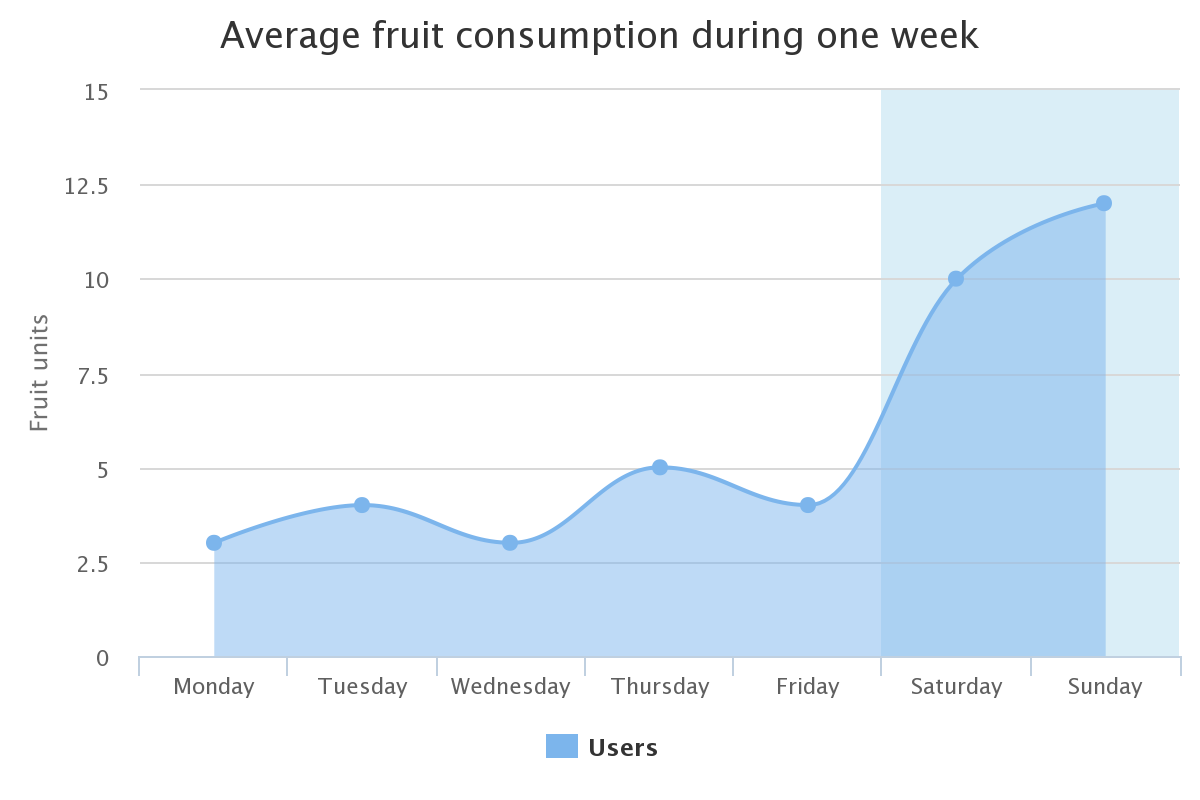 Average fruit consumption during one week
15
12.5
10
7.5
5
2.5
0
Fruit units
Monday Tuesday Wednesday Thursday Friday Saturday Sunday
Users